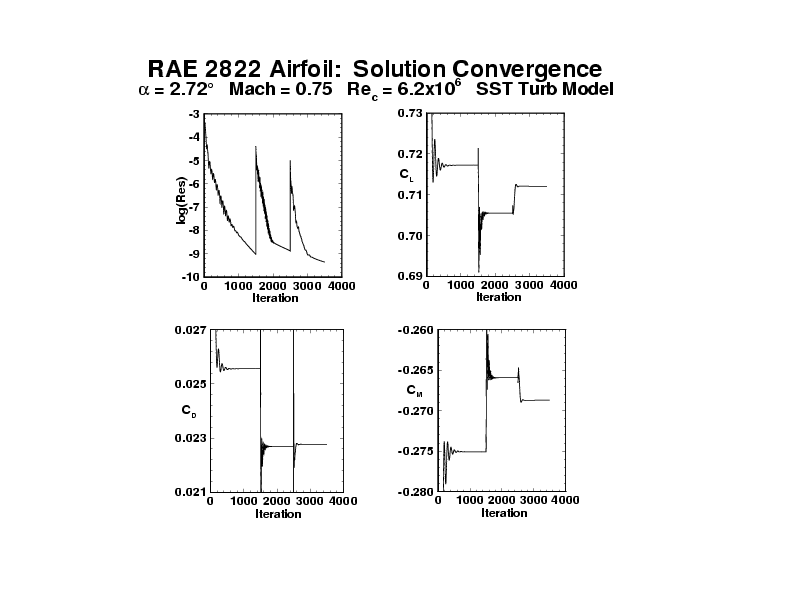 RAE 2822 Airfoil: Solution Convergence
α = 2.72° Mach = 0.75 Rec = 6.2x10⁶ SST Turb Model
-3
-4
-5
-6
-7
-8
-9
-10
log(Res)
0 1000 2000 3000 4000
Iteration
0.73
0.72
0.71
0.70
0.69
CL
0 1000 2000 3000 4000
Iteration
0.027
0.025
0.023
0.021
CD
0 1000 2000 3000 4000
Iteration
-0.260
-0.265
-0.270
-0.275
-0.280
CM
0 1000 2000 3000 4000
Iteration